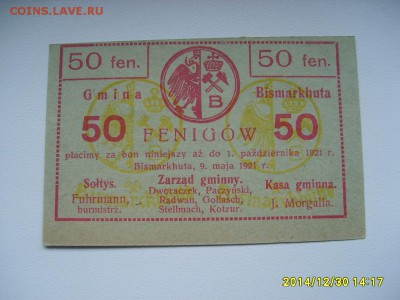 COINS.LAVE.RU
50 fen. 50 fen.
Gmina Bismarkhuta
B
50 FENIGÓW 50
płacimy za bon niniejszy aż do 1. października 1921 r.
Bismarkhuta, 9. maja 1921 r.
Sołtys. Zarząd gminny. Kasa gminna.
Fuhrmann, Dworaczek, Paczyński, J. Morgalla.
burmistrz. Radwan, Gollasch,
Stellmach, Kotzur.
2014/12/30 14:17